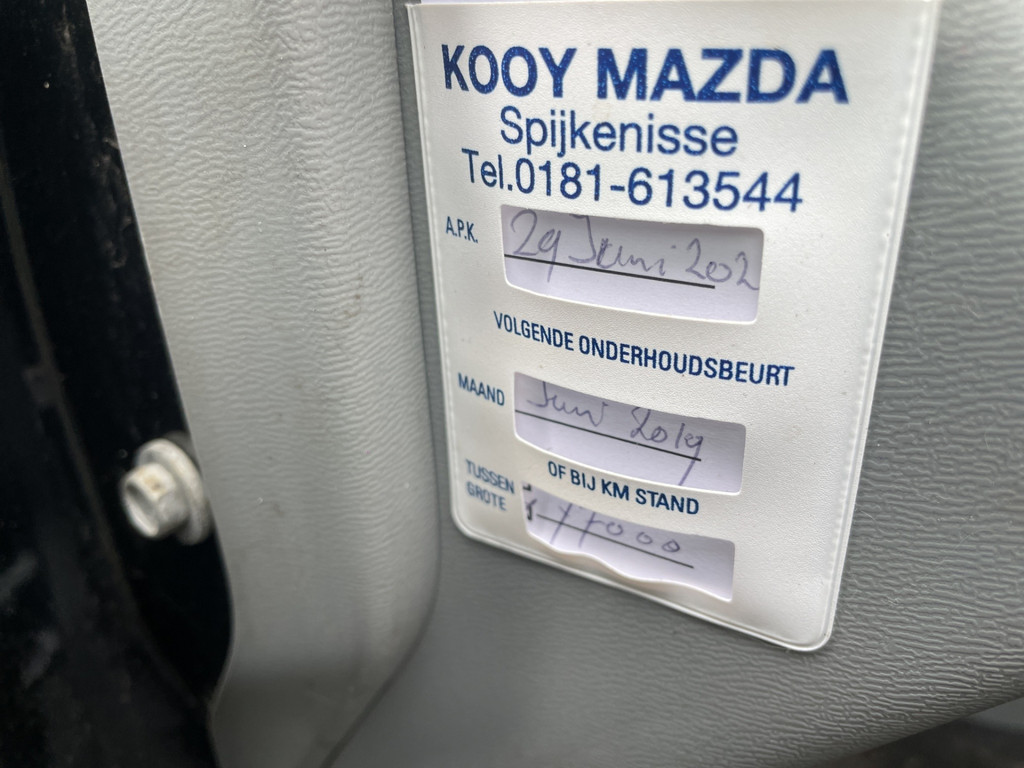 KOOY MAZDA
Spijkenisse
Tel.0181-613544
A.P.K. 29 Juni 202
VOLGENDE ONDERHOUDSBEURT
MAAND Juni 2019
OF BIJ KM STAND
TUSSEN
GROTE 77000